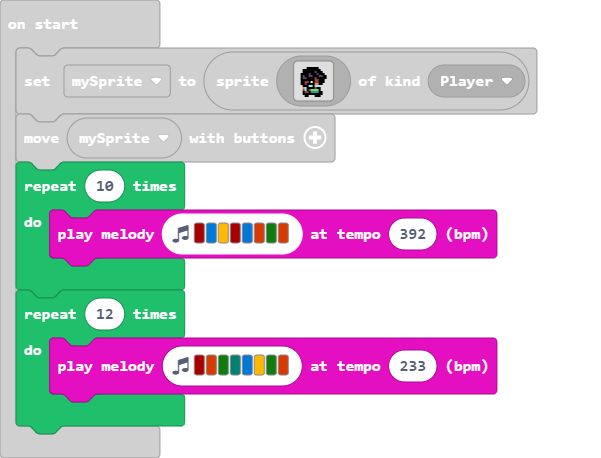 on start
set mySprite to sprite of kind Player
move mySprite with buttons
repeat 10 times
do
play melody at tempo 392 (bpm)
repeat 12 times
do
play melody at tempo 233 (bpm)